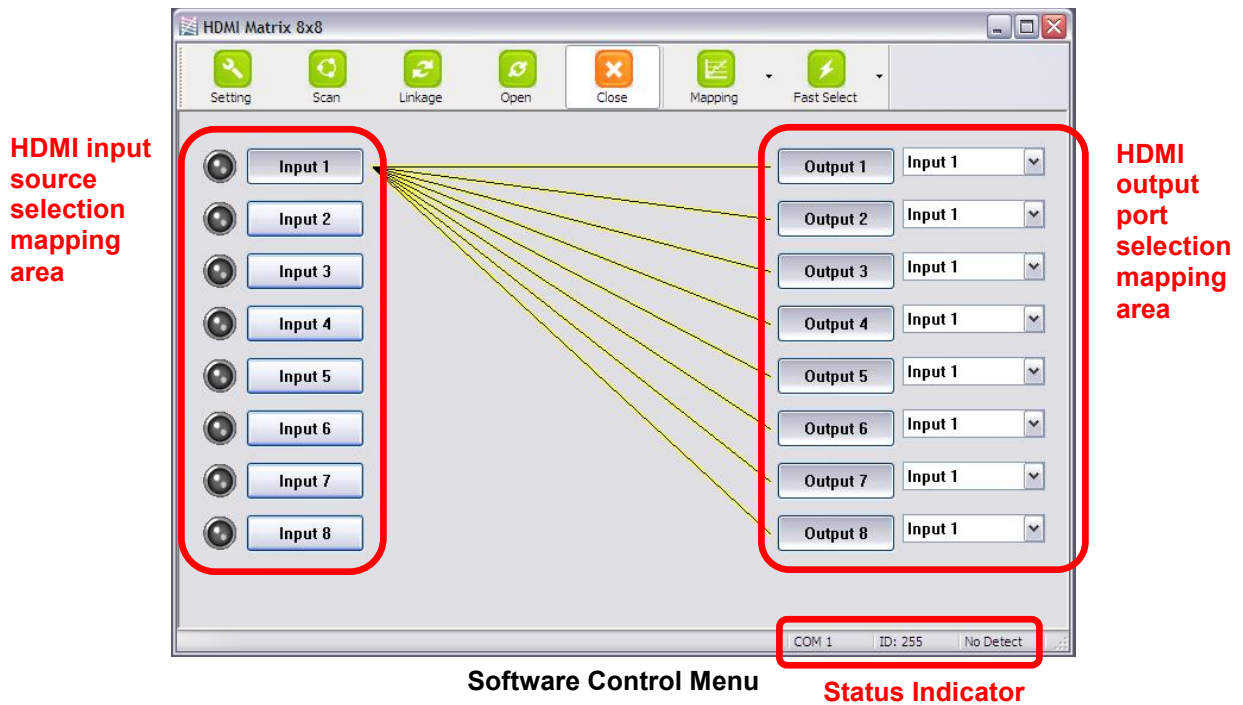 HDMI Matrix 8x8
Setting Scan Linkage Open Close Mapping Fast Select
HDMI input
source
selection
mapping
area
Input 1
Input 2
Input 3
Input 4
Input 5
Input 6
Input 7
Input 8
Output 1 Input 1
Output 2 Input 1
Output 3 Input 1
Output 4 Input 1
Output 5 Input 1
Output 6 Input 1
Output 7 Input 1
Output 8 Input 1
HDMI
output
port
selection
mapping
area
COM 1 ID: 255 No Detect
Software Control Menu
Status Indicator